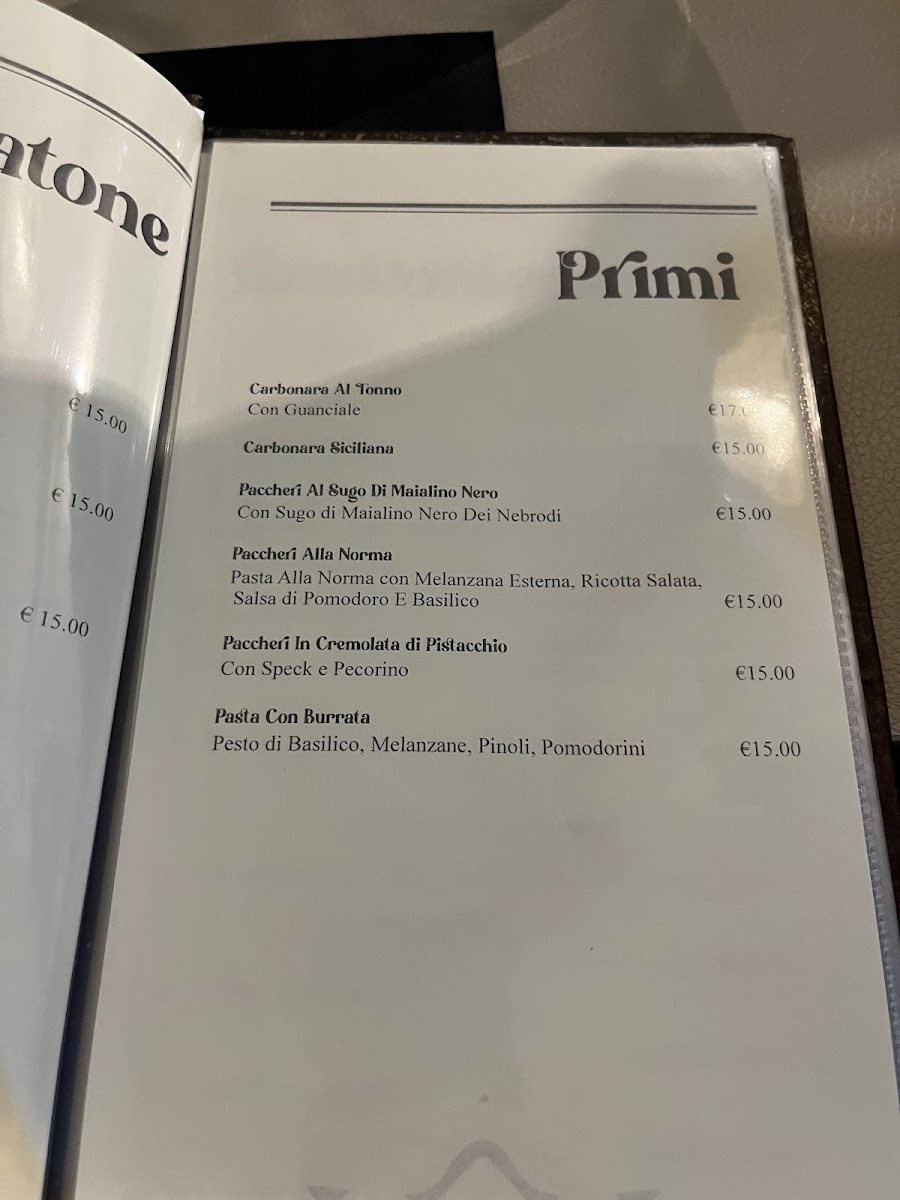 atone
€ 15.00
€ 15.00
€ 15.00
Primi
Carbonara Al Tonno
Con Guanciale €17.
Carbonara Siciliana €15.00
Paccheri Al Sugo Di Maialino Nero
Con Sugo di Maialino Nero Dei Nebrodi €15.00
Paccheri Alla Norma
Pasta Alla Norma con Melanzana Esterna, Ricotta Salata,
Salsa di Pomodoro E Basilico €15.00
Paccheri In Cremolata di Pistacchio
Con Speck e Pecorino €15.00
Pasta Con Burrata
Pesto di Basilico, Melanzane, Pinoli, Pomodorini €15.00